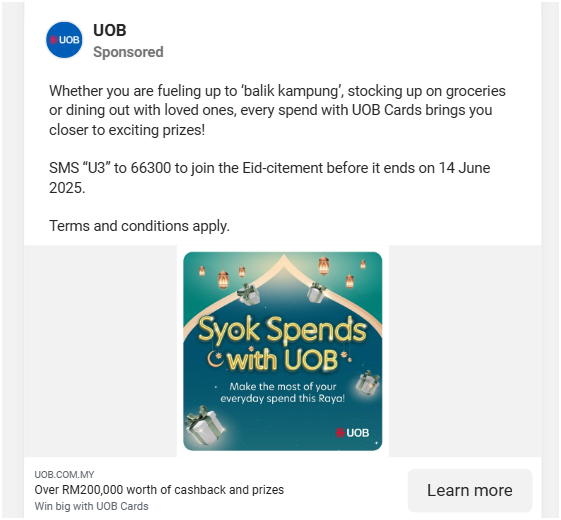 UOB
UOB
Sponsored
Whether you are fueling up to ‘balik kampung’, stocking up on groceries
or dining out with loved ones, every spend with UOB Cards brings you
closer to exciting prizes!
SMS “U3” to 66300 to join the Eid-citement before it ends on 14 June
2025.
Terms and conditions apply.
Syok Spends
with UOB
Make the most of your
everyday spend this Raya!
UOB
UOB.COM.MY
Over RM200,000 worth of cashback and prizes
Win big with UOB Cards
Learn more